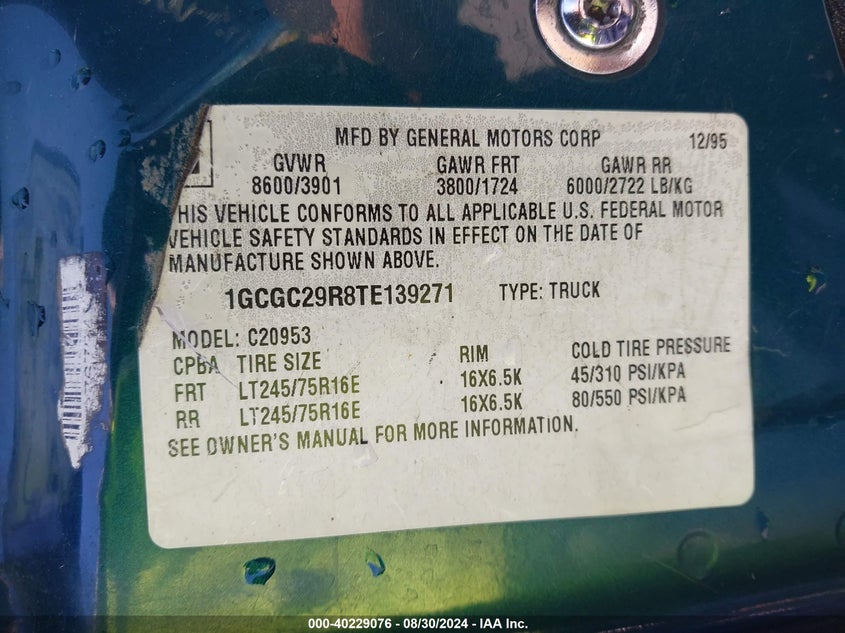 MFD BY GENERAL MOTORS CORP 12/95
GVWR GAWR FRT GAWR RR
8600/3901 3800/1724 6000/2722 LB/KG
THIS VEHICLE CONFORMS TO ALL APPLICABLE U.S. FEDERAL MOTOR
VEHICLE SAFETY STANDARDS IN EFFECT ON THE DATE OF
MANUFACTURE SHOWN ABOVE.
1GCGC29R8TE139271 TYPE: TRUCK
MODEL: C20953
CPBA TIRE SIZE RIM COLD TIRE PRESSURE
FRT LT245/75R16E 16X6.5K 45/310 PSI/KPA
RR LT245/75R16E 16X6.5K 80/550 PSI/KPA
SEE OWNER'S MANUAL FOR MORE INFORMATION.
000-40229076 - 08/30/2024 - IAA Inc.